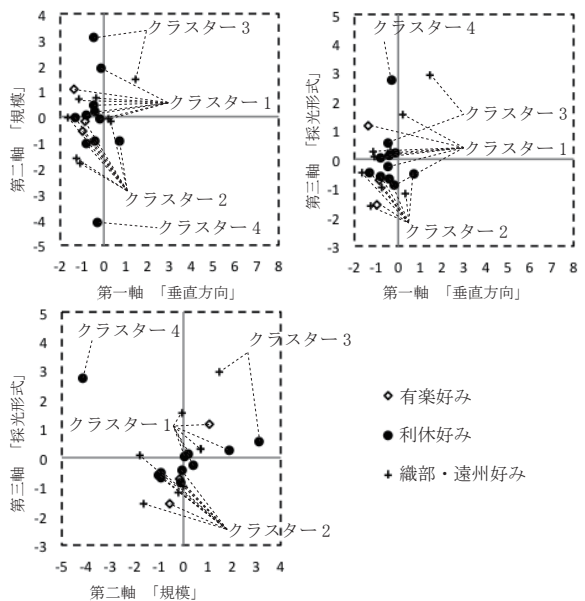 4
3
2
1
0
-1
-2
-3
-4
-5
-2 -1 0 1 2 3 4 5 6 7 8
第二軸 「規模」
第一軸 「垂直方向」
クラスター 3
クラスター 1
クラスター 2
クラスター 4
5
4
3
2
1
0
-1
-2
-3
-2 -1 0 1 2 3 4 5 6 7 8
第三軸 「採光形式」
第一軸 「垂直方向」
クラスター 4
クラスター 3
クラスター 1
クラスター 2
5
4
3
2
1
0
-1
-2
-3
-5 -4 -3 -2 -1 0 1 2 3 4
第三軸 「採光形式」
第二軸 「規模」
クラスター 4
クラスター 3
クラスター 1
クラスター 2
有楽好み
利休好み
織部・遠州好み